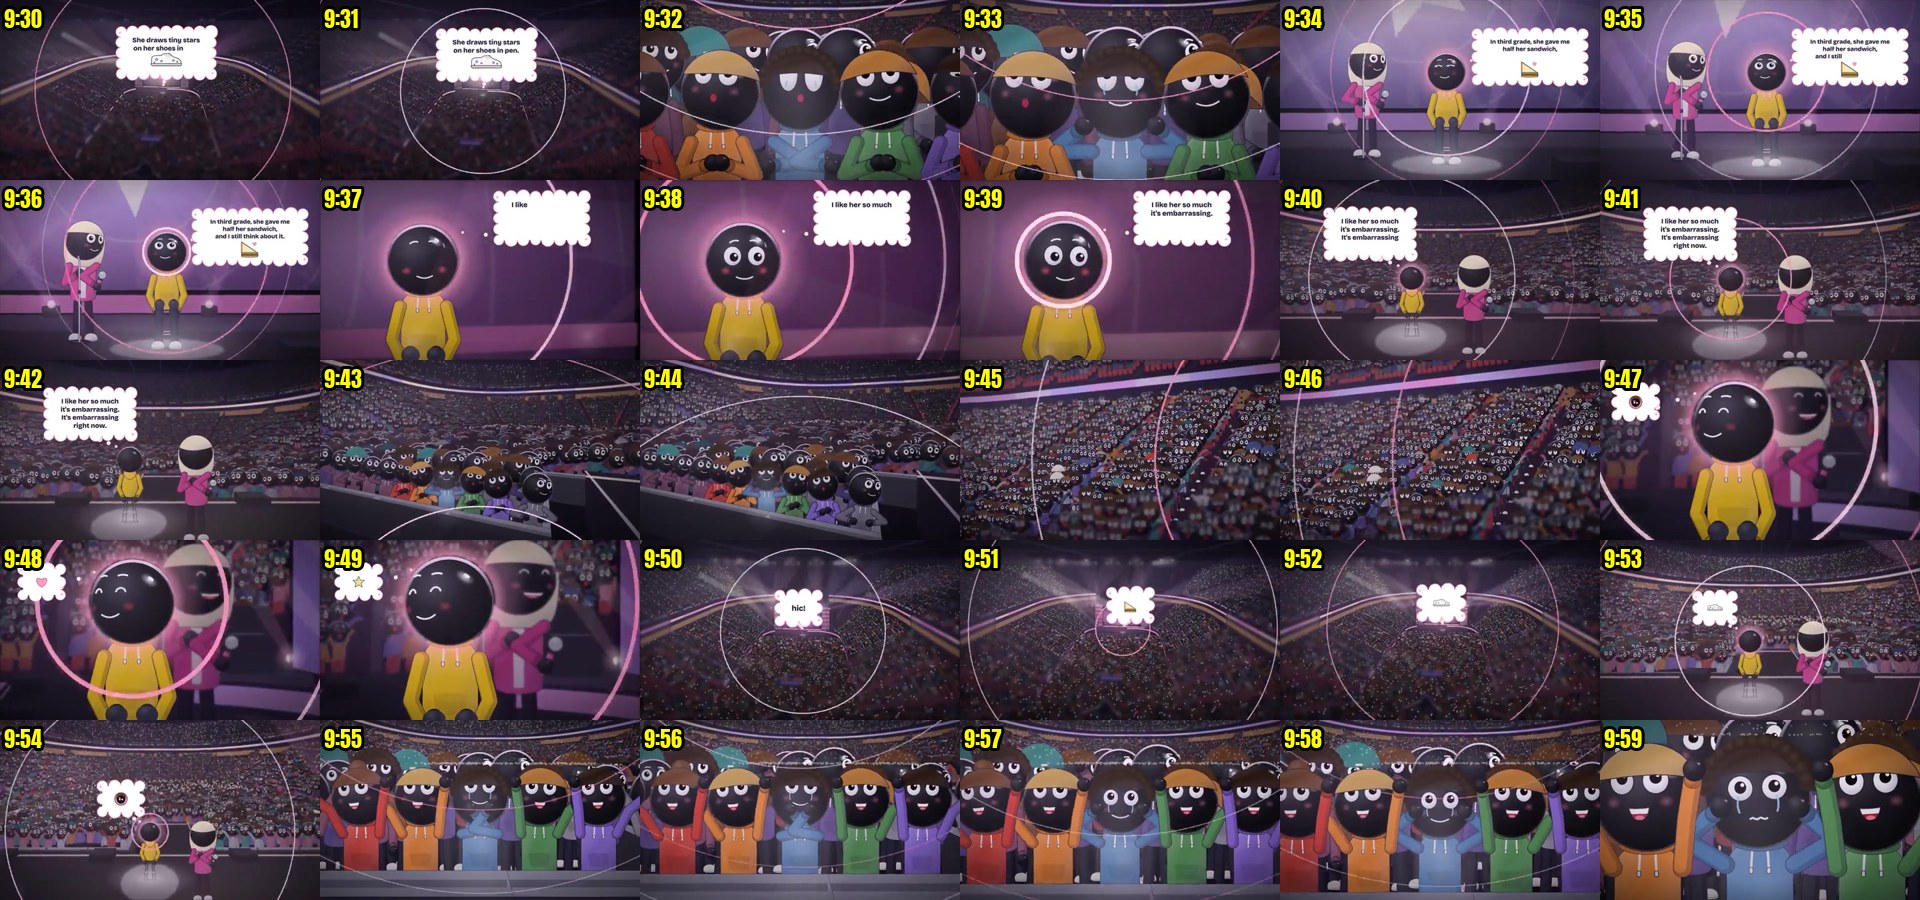 9:30
She draws tiny stars
on her shoes in
9:31
She draws tiny stars
on her shoes in pen.
9:32
9:33
9:34
In third grade, she gave me
half her sandwich,
9:35
In third grade, she gave me
half her sandwich,
and I still
9:36
In third grade, she gave me
half her sandwich,
and I still think about it.
9:37
I like
9:38
I like her so much
9:39
I like her so much
it's embarrassing.
9:40
I like her so much
it's embarrassing.
It's embarrassing
9:41
I like her so much
it's embarrassing.
It's embarrassing
right now.
9:42
I like her so much
it's embarrassing.
It's embarrassing
right now.
9:43
9:44
9:45
9:46
9:47
9:48
9:49
9:50
hic!
9:51
9:52
9:53
9:54
9:55
9:56
9:57
9:58
9:59